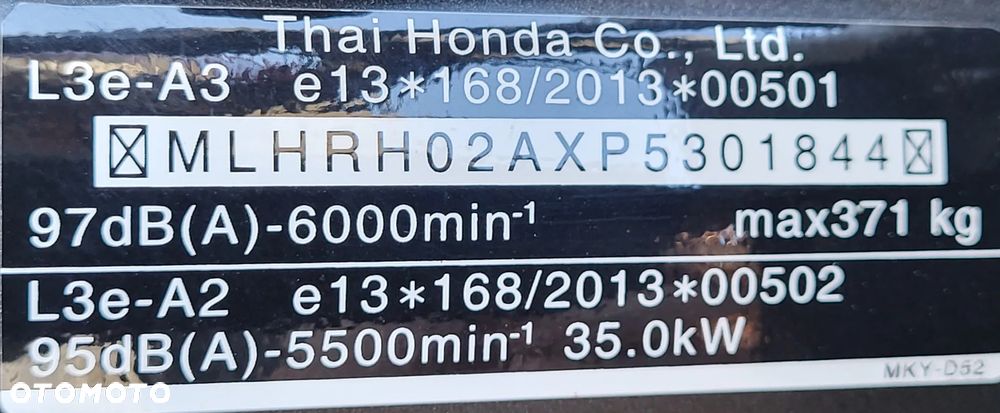 Thai Honda Co., Ltd.
L3e-A3 e13*168/2013*00501
MLHRH02AXP5301844
97dB(A)-6000min-1 max371 kg
L3e-A2 e13*168/2013*00502
95dB(A)-5500min-1 35.0kW
MKY-D52
OTOMOTO